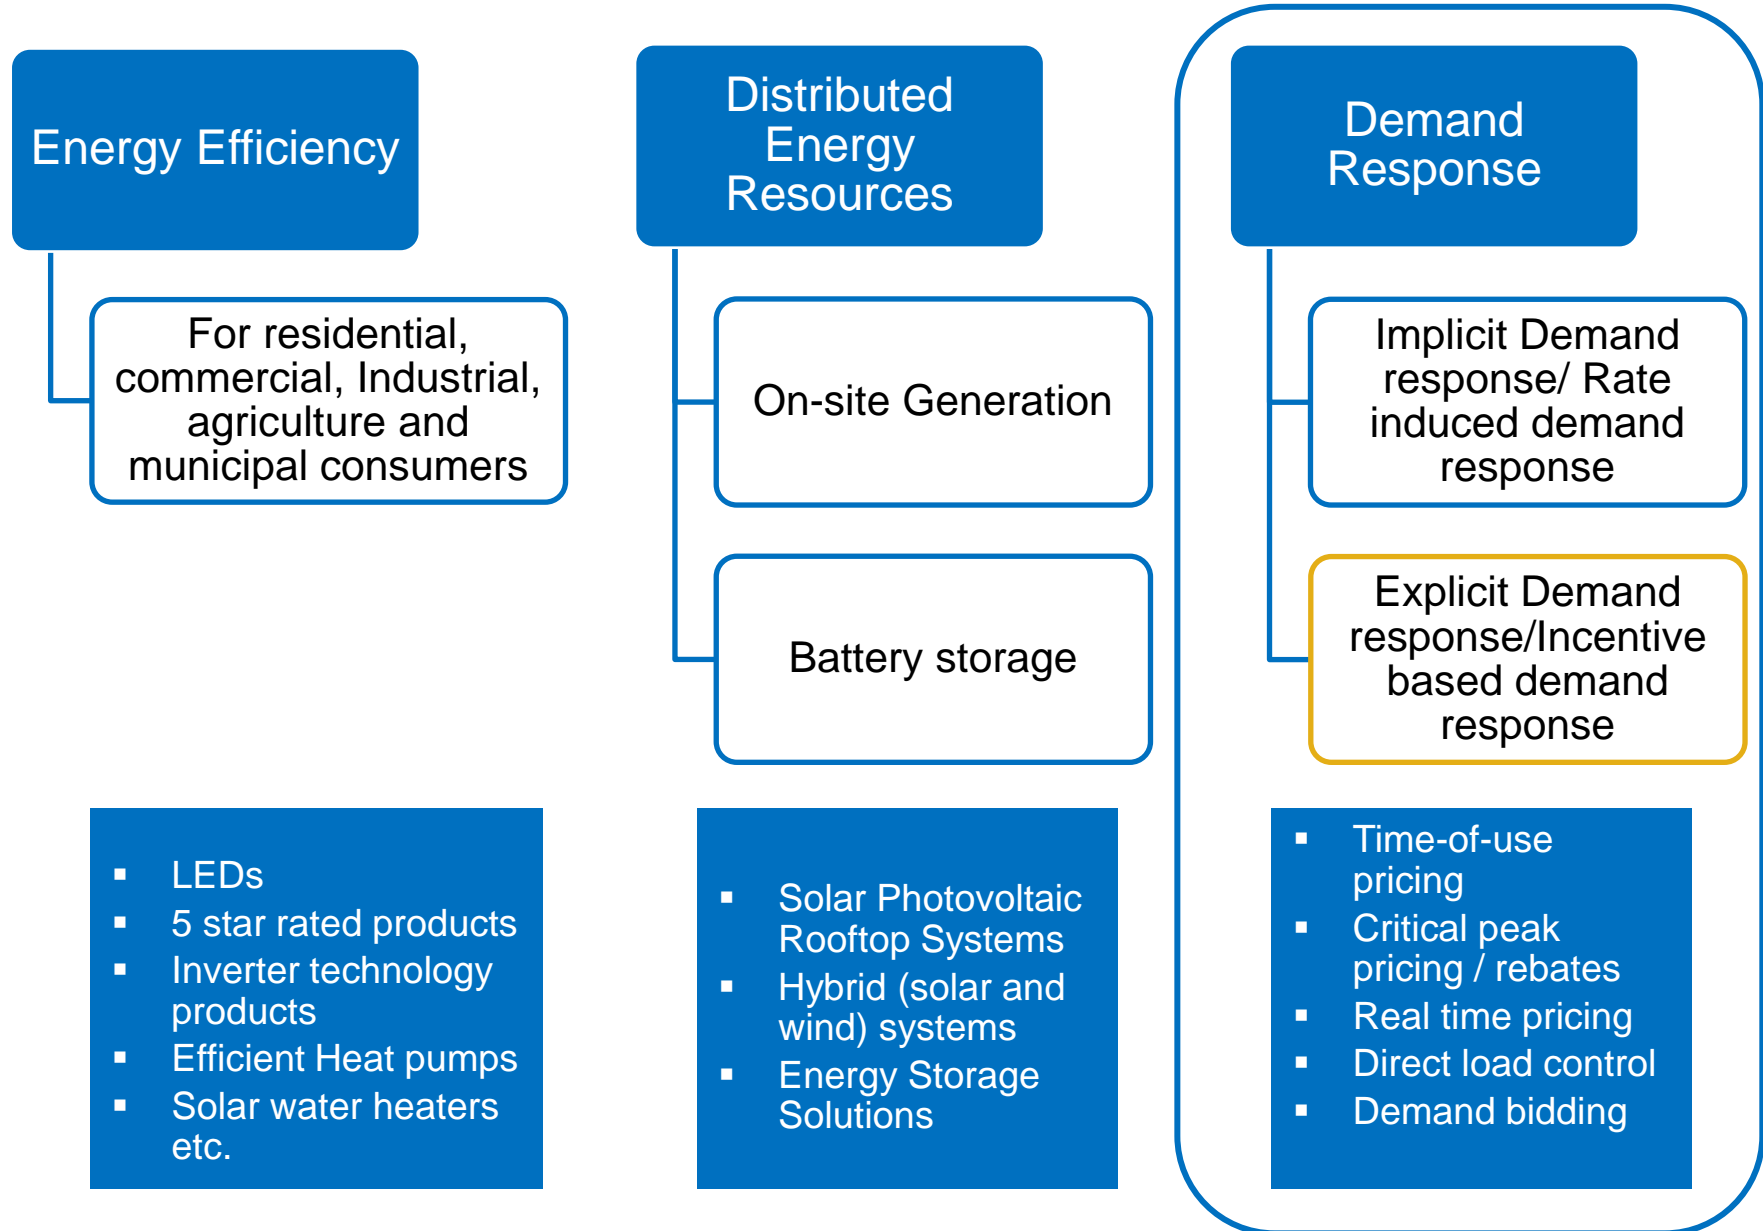 Energy Efficiency
For residential,
commercial, Industrial,
agriculture and
municipal consumers
▪ LEDs
▪ 5 star rated products
▪ Inverter technology
products
▪ Efficient Heat pumps
▪ Solar water heaters
etc.
Distributed
Energy
Resources
On-site Generation
Battery storage
▪ Solar Photovoltaic
Rooftop Systems
▪ Hybrid (solar and
wind) systems
▪ Energy Storage
Solutions
Demand
Response
Implicit Demand
response/ Rate
induced demand
response
Explicit Demand
response/Incentive
based demand
response
▪ Time-of-use
pricing
▪ Critical peak
pricing / rebates
▪ Real time pricing
▪ Direct load control
▪ Demand bidding